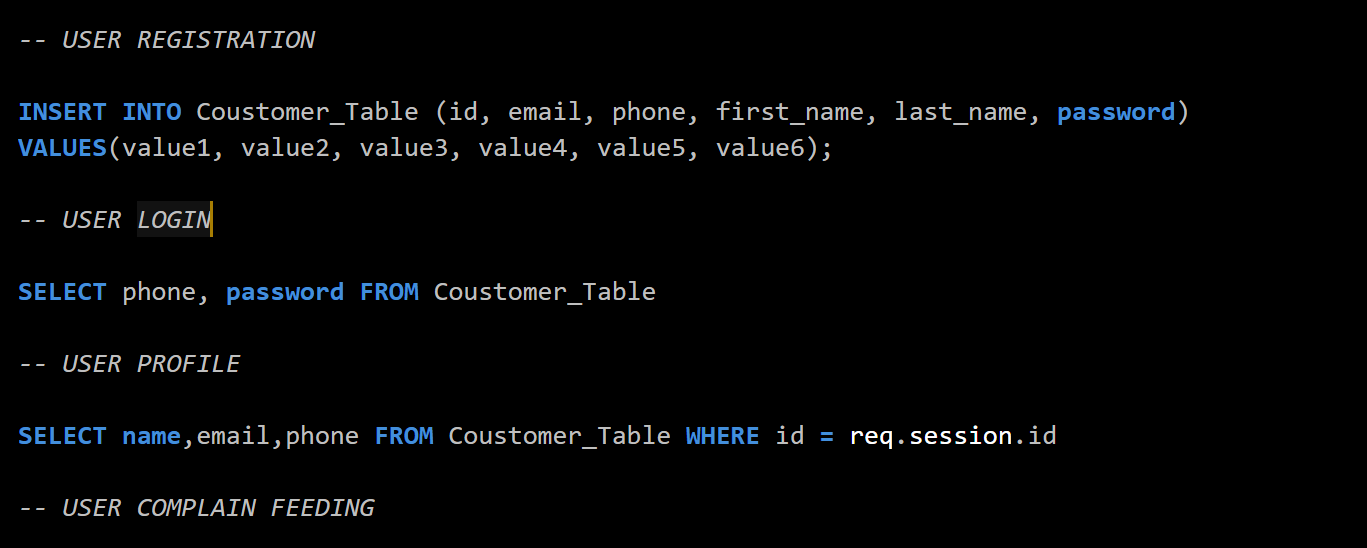 -- USER REGISTRATION
INSERT INTO Coustomer_Table (id, email, phone, first_name, last_name, password)
VALUES(value1, value2, value3, value4, value5, value6);
-- USER LOGIN
SELECT phone, password FROM Coustomer_Table
-- USER PROFILE
SELECT name,email,phone FROM Coustomer_Table WHERE id = req.session.id
-- USER COMPLAIN FEEDING